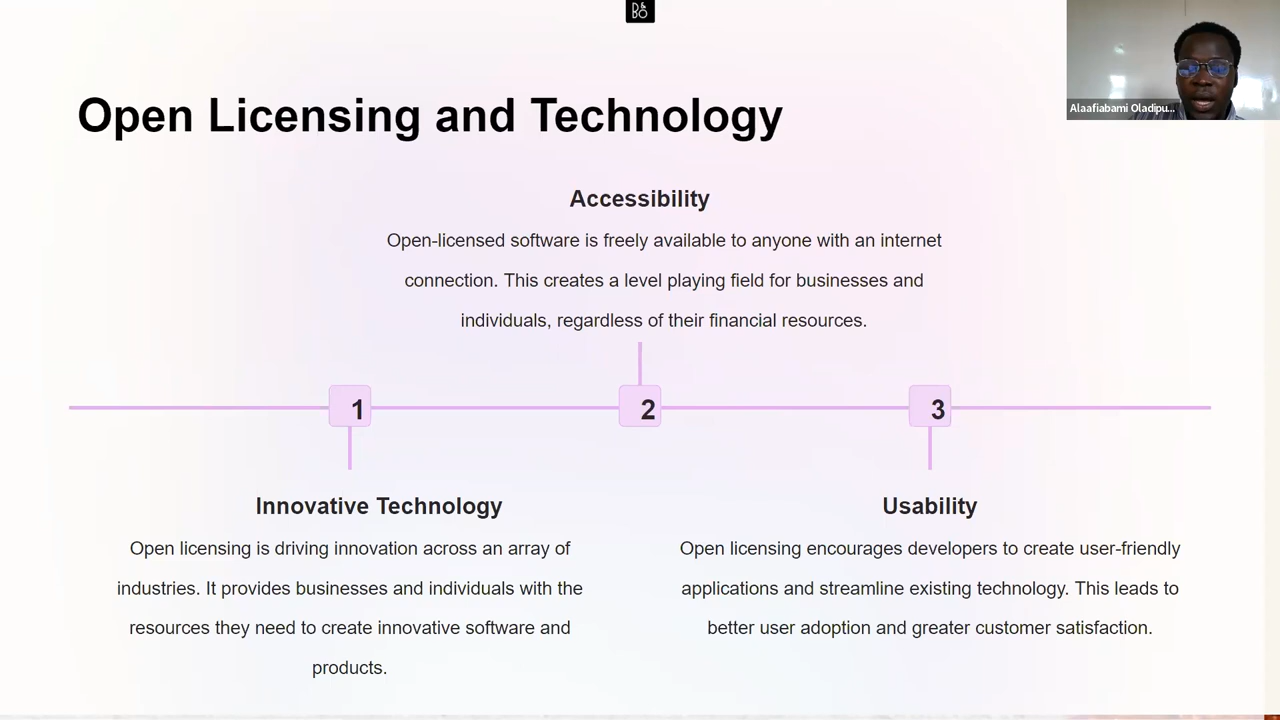 B&O
Alaafiabami Oladipu...
Open Licensing and Technology
Accessibility
Open-licensed software is freely available to anyone with an internet
connection. This creates a level playing field for businesses and
individuals, regardless of their financial resources.
1
2
3
Innovative Technology
Open licensing is driving innovation across an array of
industries. It provides businesses and individuals with the
resources they need to create innovative software and
products.
Usability
Open licensing encourages developers to create user-friendly
applications and streamline existing technology. This leads to
better user adoption and greater customer satisfaction.